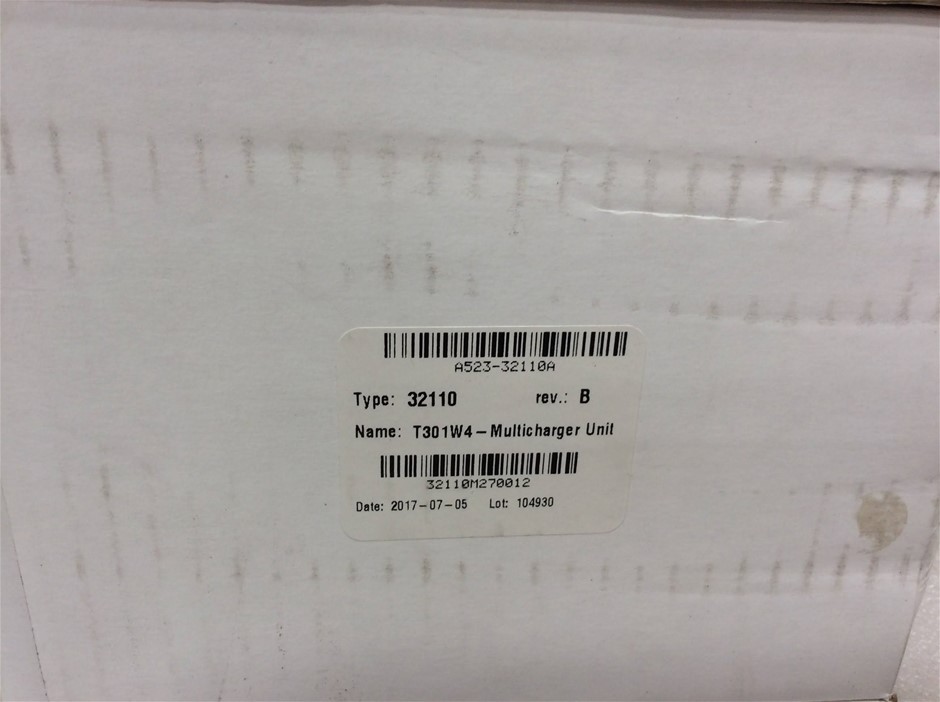 A523-32110A
Type: 32110 rev.: B
Name: T301W4-Multicharger Unit
32110M270012
Date: 2017-07-05 Lot: 104930